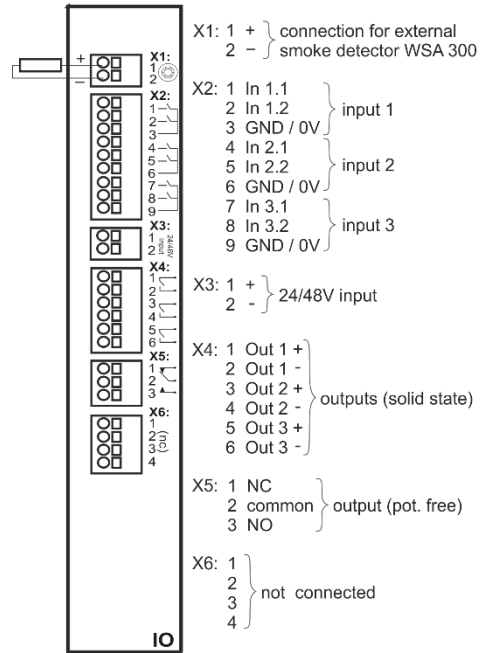 X1: 1 + connection for external
2 – smoke detector WSA 300
X2: 1 In 1.1
2 In 1.2 input 1
3 GND / 0V
4 In 2.1
5 In 2.2 input 2
6 GND / 0V
7 In 3.1
8 In 3.2 input 3
9 GND / 0V
X3: 1 +
2 - 24/48V input
X4: 1 Out 1 +
2 Out 1 -
3 Out 2 +
4 Out 2 - outputs (solid state)
5 Out 3 +
6 Out 3 -
X5: 1 NC
2 common output (pot. free)
3 NO
X6: 1
2
3 not connected
4
+ X1:
1
– 2
X2:
1
2
3
4
5
6
7
8
9
X3:
1
2
24/48V
input
X4:
1
2
3
4
5
6
X5:
1
2
3
X6:
1
2
3
4
(nc)
IO